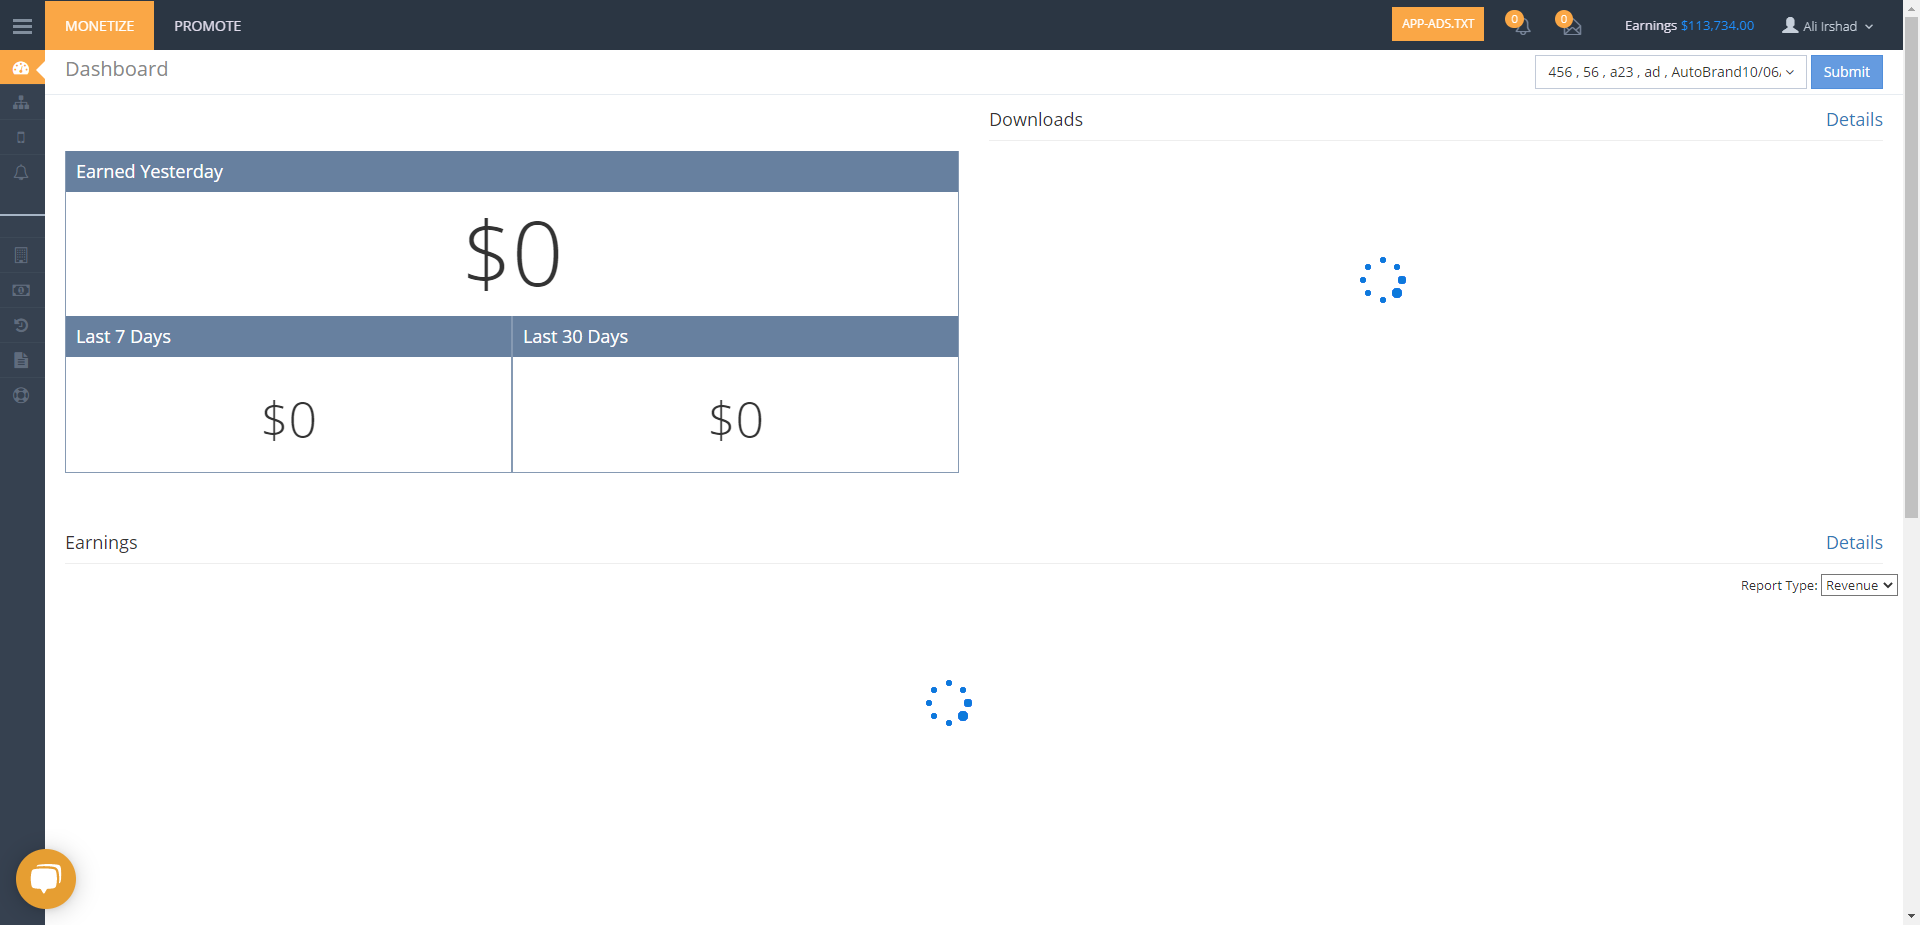 MONETIZE
PROMOTE
APP-ADS.TXT
0
0
Earnings $113,734.00
Ali Irshad
Dashboard
456 , 56 , a23 , ad , AutoBrand10/06/
Submit
Downloads
Details
Earned Yesterday
$0
Last 7 Days
Last 30 Days
$0
$0
Earnings
Details
Report Type: Revenue